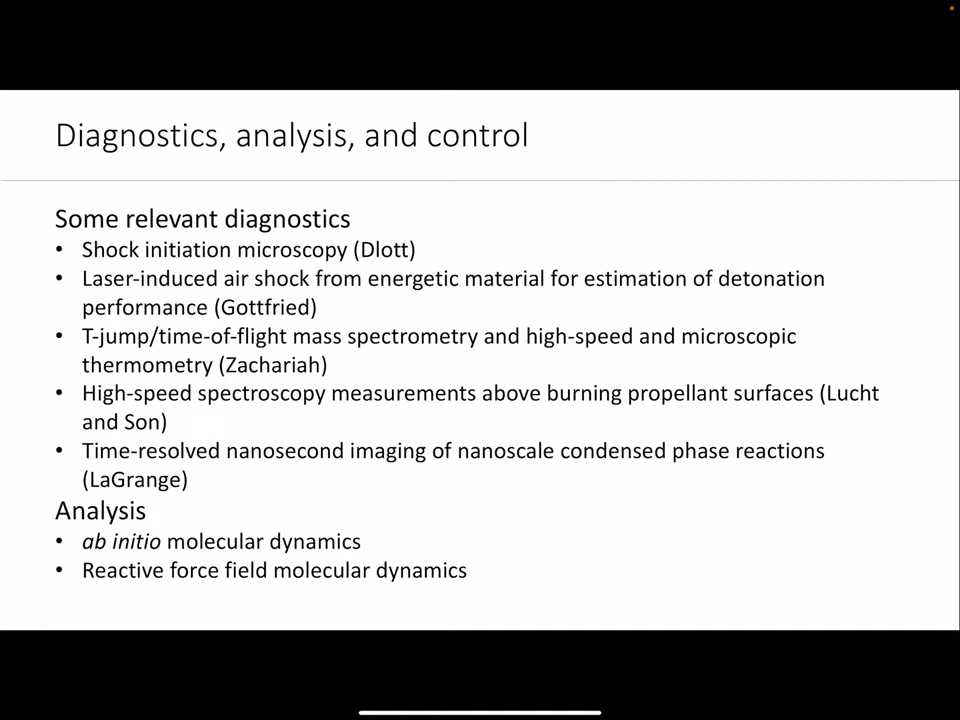 Diagnostics, analysis, and control
Some relevant diagnostics
• Shock initiation microscopy (Dlott)
• Laser-induced air shock from energetic material for estimation of detonation
performance (Gottfried)
• T-jump/time-of-flight mass spectrometry and high-speed and microscopic
thermometry (Zachariah)
• High-speed spectroscopy measurements above burning propellant surfaces (Lucht
and Son)
• Time-resolved nanosecond imaging of nanoscale condensed phase reactions
(LaGrange)
Analysis
• ab initio molecular dynamics
• Reactive force field molecular dynamics